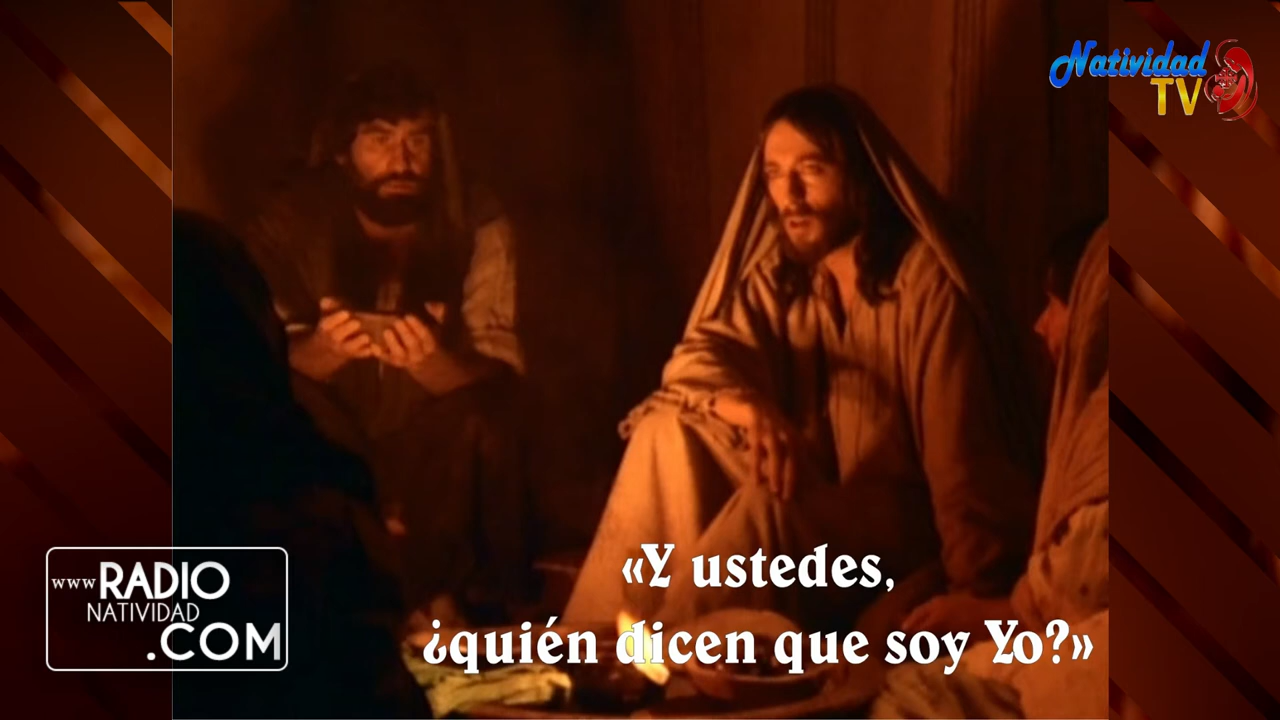 Natividad
TV
«Y ustedes,
¿quién dicen que soy Yo?»
www RADIO
NATIVIDAD
.COM